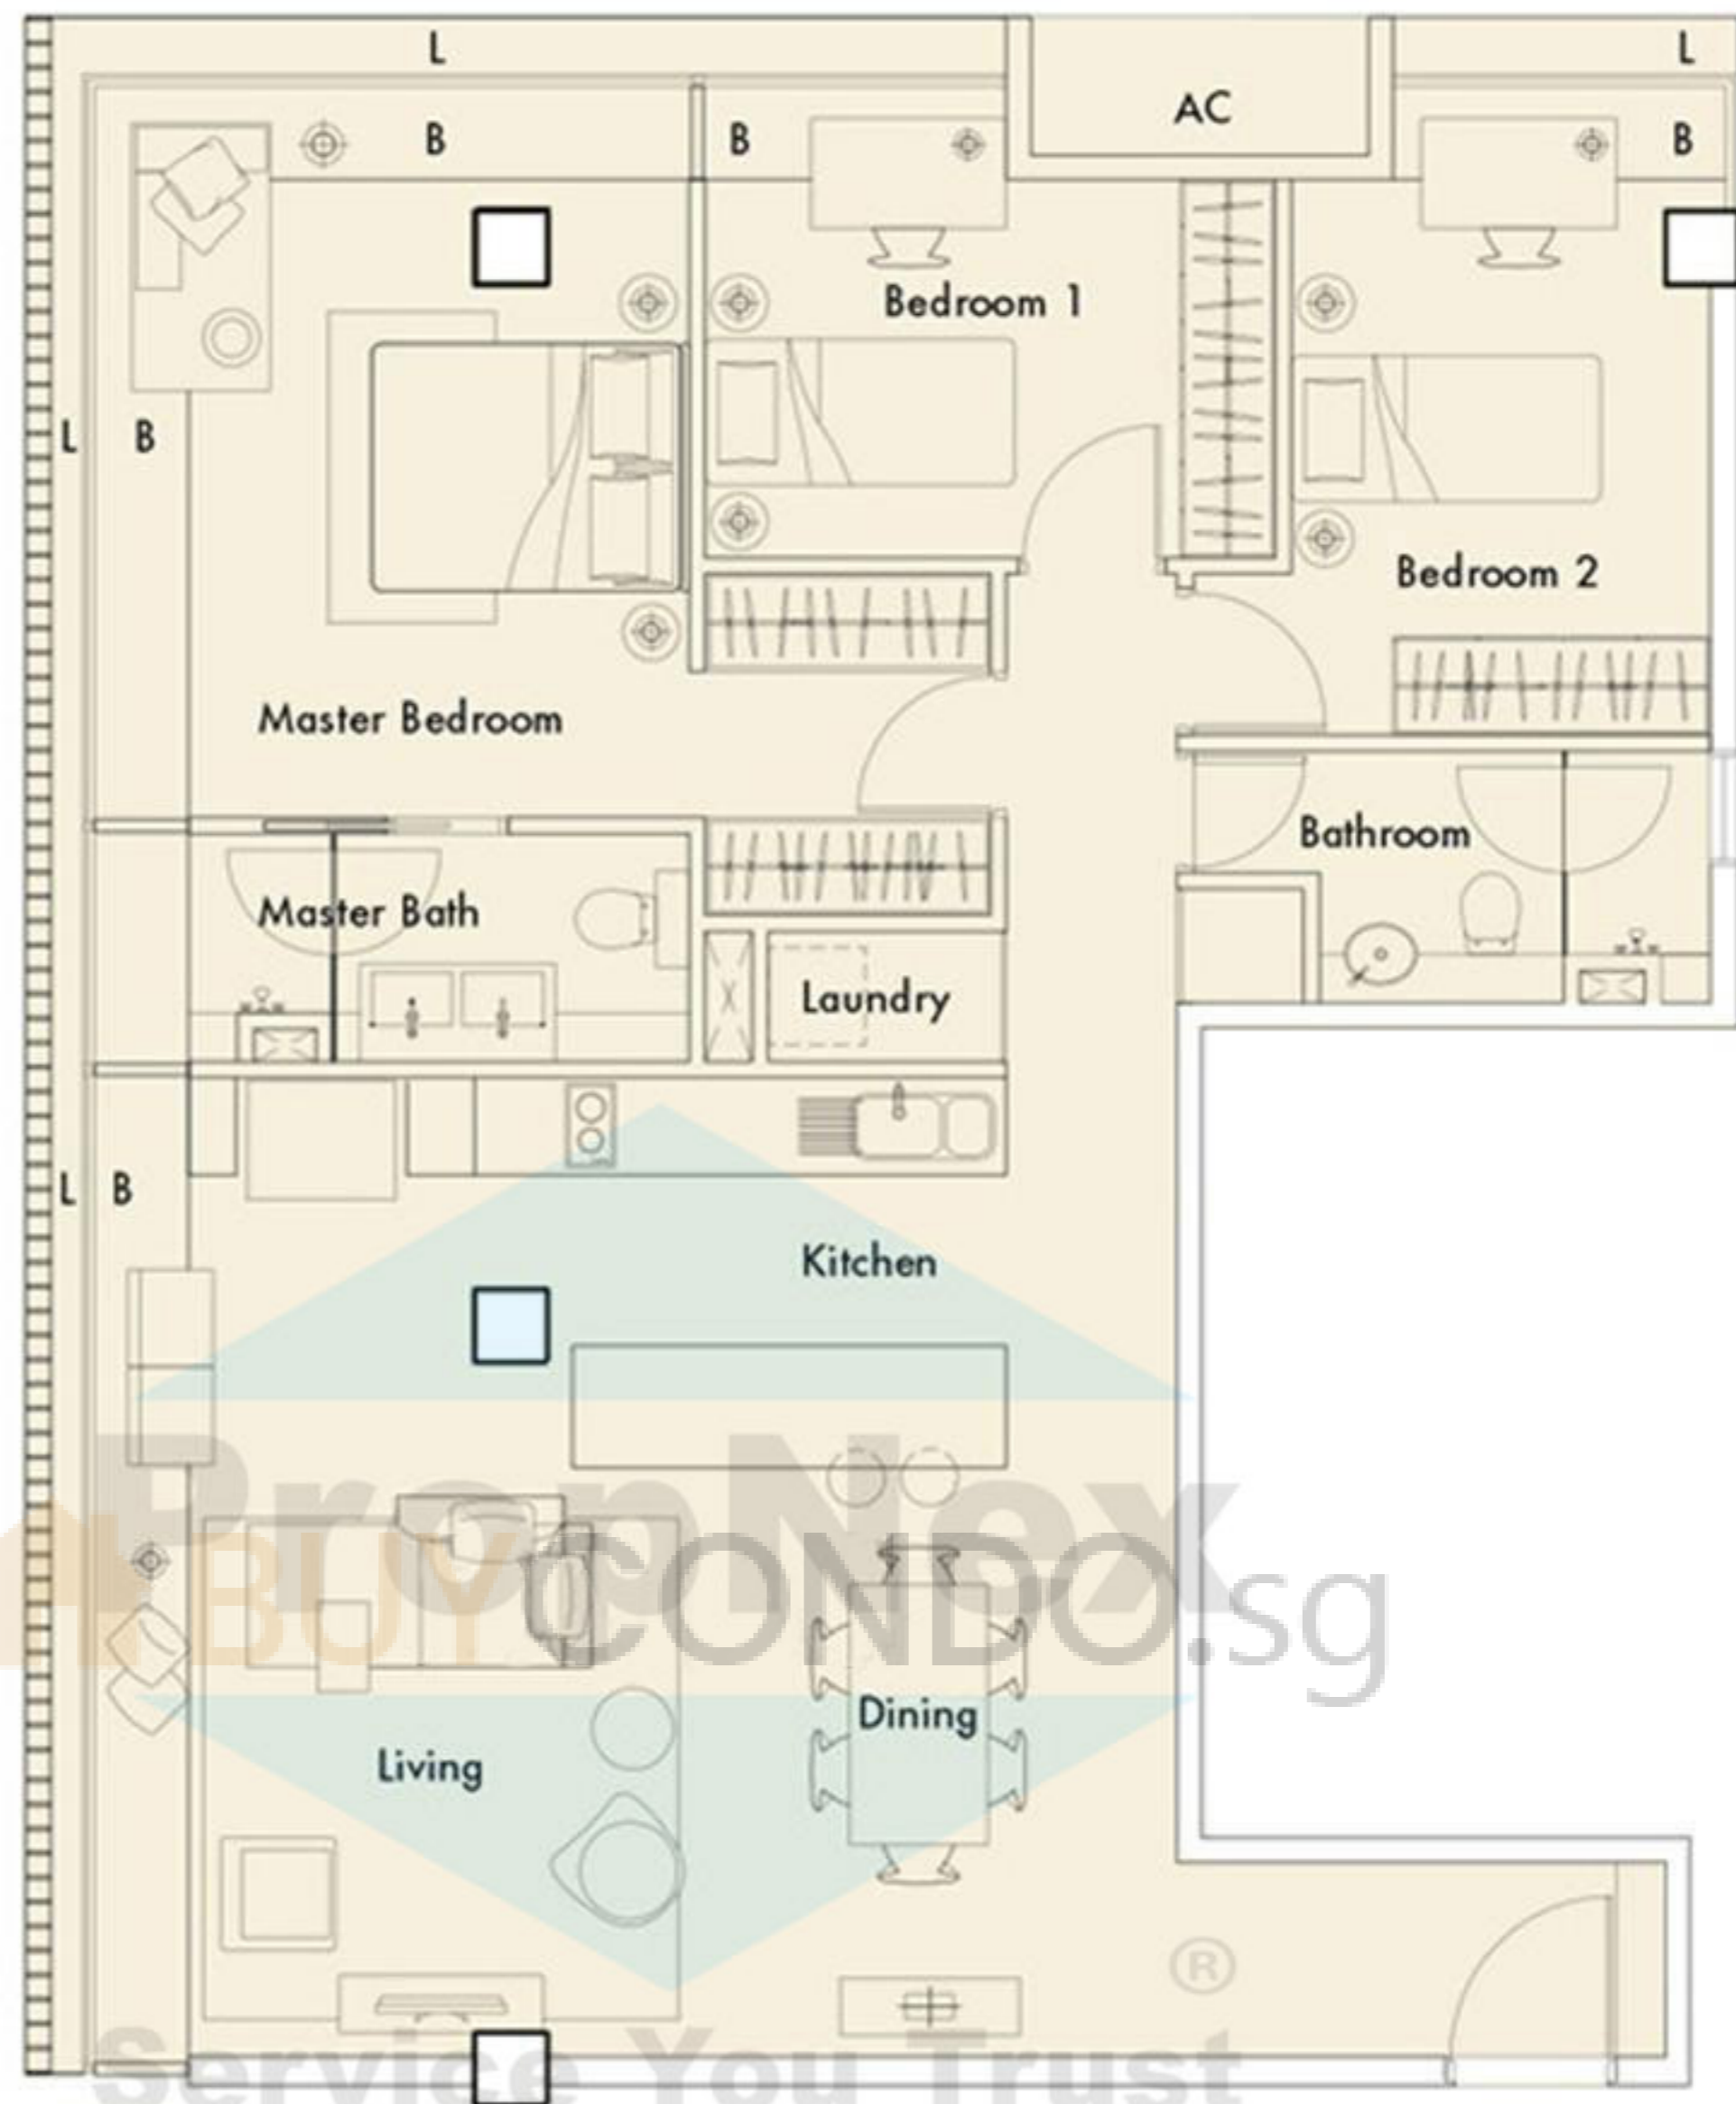 L
L
AC
B
B
B
Bedroom 1
L
B
Bedroom 2
Master Bedroom
Bathroom
Master Bath
Laundry
L
B
Kitchen
PropNex
BUYCONDO.sg
Dining
Living
®
Service You Trust